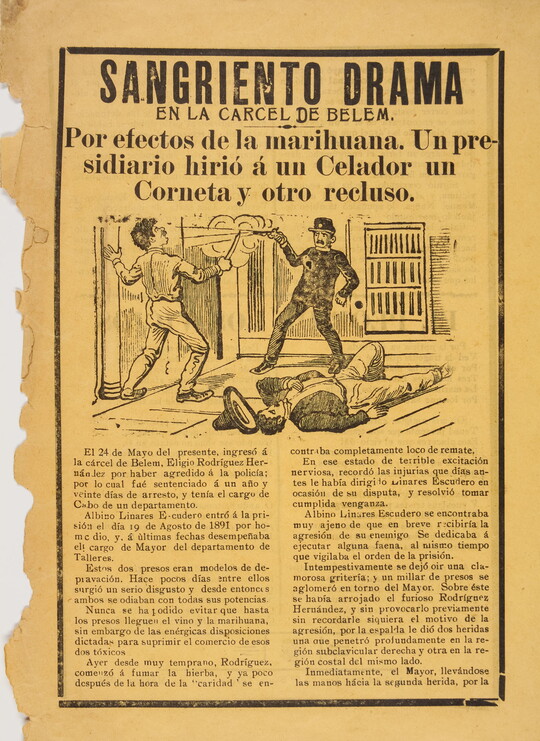 SANGRIENTO DRAMA
EN LA CARCEL DE BELEM.
Por efectos de la marihuana. Un pre-
sidiario hirió á un Celador un
Corneta y otro recluso.
El 24 de Mayo del presente, ingresó á
la cárcel de Belem, Eligio Rodríguez Her-
nández por haber agredido á la policía;
por lo cual fué sentenciado á un año y
veinte días de arresto, y tenía el cargo de
Cabo de un departamento.
Albino Linares Escudero entró á la pri-
sión el día 19 de Agosto de 1891 por ho-
micidio, y, á últimas fechas desempeñaba
el cargo de Mayor del departamento de
Talleres.
Estos dos presos eran modelos de de-
pravación. Hace pocos días entre ellos
surgió un serio disgusto y desde entonces
ambos se odiaban con todas sus potencias.
Nunca se ha podido evitar que hasta
los presos lleguen el vino y la marihuana,
sin embargo de las enérgicas disposiciones
dictadas para suprimir el comercio de esos
dos tóxicos
Ayer desde muy temprano, Rodríguez,
comenzó á fumar la hierba, y ya poco
después de la hora de la "caridad" se en-
contraba completamente loco de remate,
En ese estado de terrible excitación
nerviosa, recordó las injurias que días an-
tes le había dirigido Linares Escudero en
ocasión de su disputa, y resolvió tomar
cumplida venganza.
Albino Linares Escudero se encontraba
muy ajeno de que en breve recibiría la
agresión de su enemigo Se dedicaba á
ejecutar alguna faena, al mismo tiempo
que vigilaba el orden de la prisión.
Intempestivamente se dejó oir una cla-
morosa gritería; y un millar de presos se
aglomeró en torno del Mayor. Sobre éste
se había arrojado el furioso Rodríguez
Hernández, y sin provocarlo previamente
sin recordarle siquiera el motivo de la
agresión, por la espalda le dió dos heridas
una que penetró profundamente en la re-
gión subclavicular derecha y otra en la re-
gión costal del mismo lado.
Inmediatamente, el Mayor, llevándose
las manos hácia la segunda herida, por la